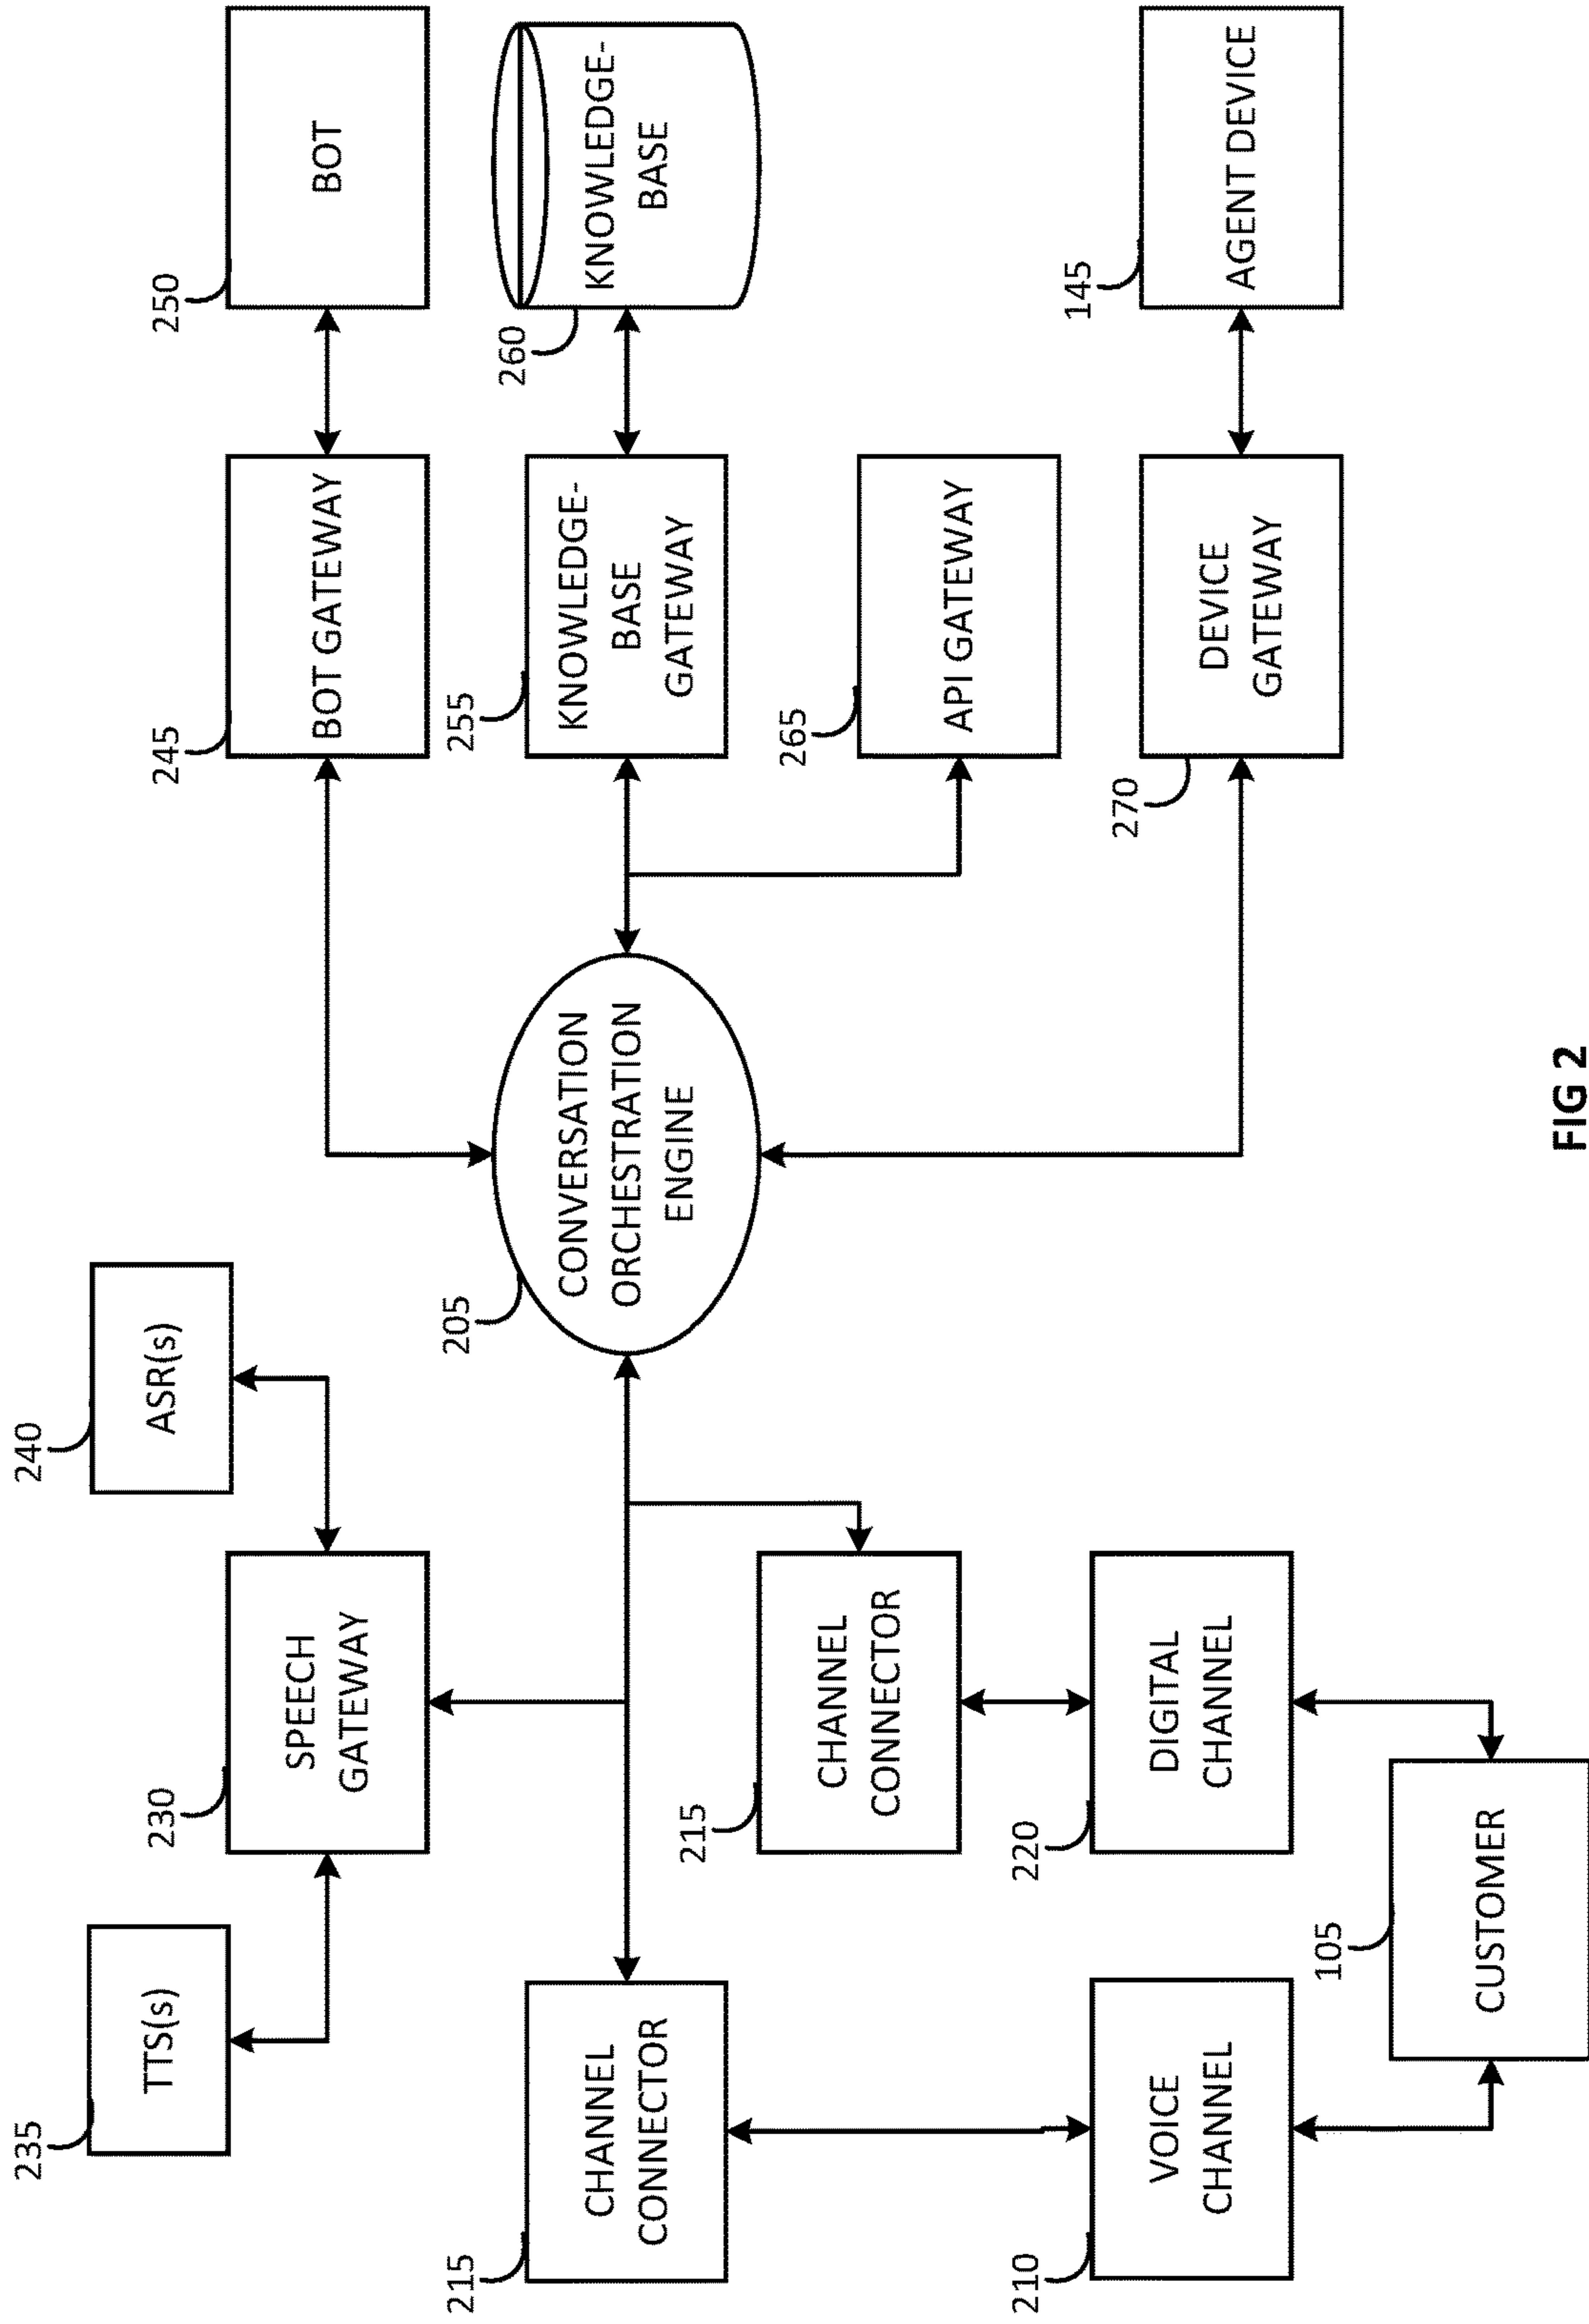 235
TTS(s)
240
ASR(s)
230
SPEECH
GATEWAY
245
BOT GATEWAY
250
BOT
215
CHANNEL
CONNECTOR
205
CONVERSATION
ORCHESTRATION
ENGINE
255
KNOWLEDGE-
BASE
GATEWAY
260
KNOWLEDGE-
BASE
215
CHANNEL
CONNECTOR
265
API GATEWAY
210
VOICE
CHANNEL
220
DIGITAL
CHANNEL
270
DEVICE
GATEWAY
145
AGENT DEVICE
105
CUSTOMER
FIG 2